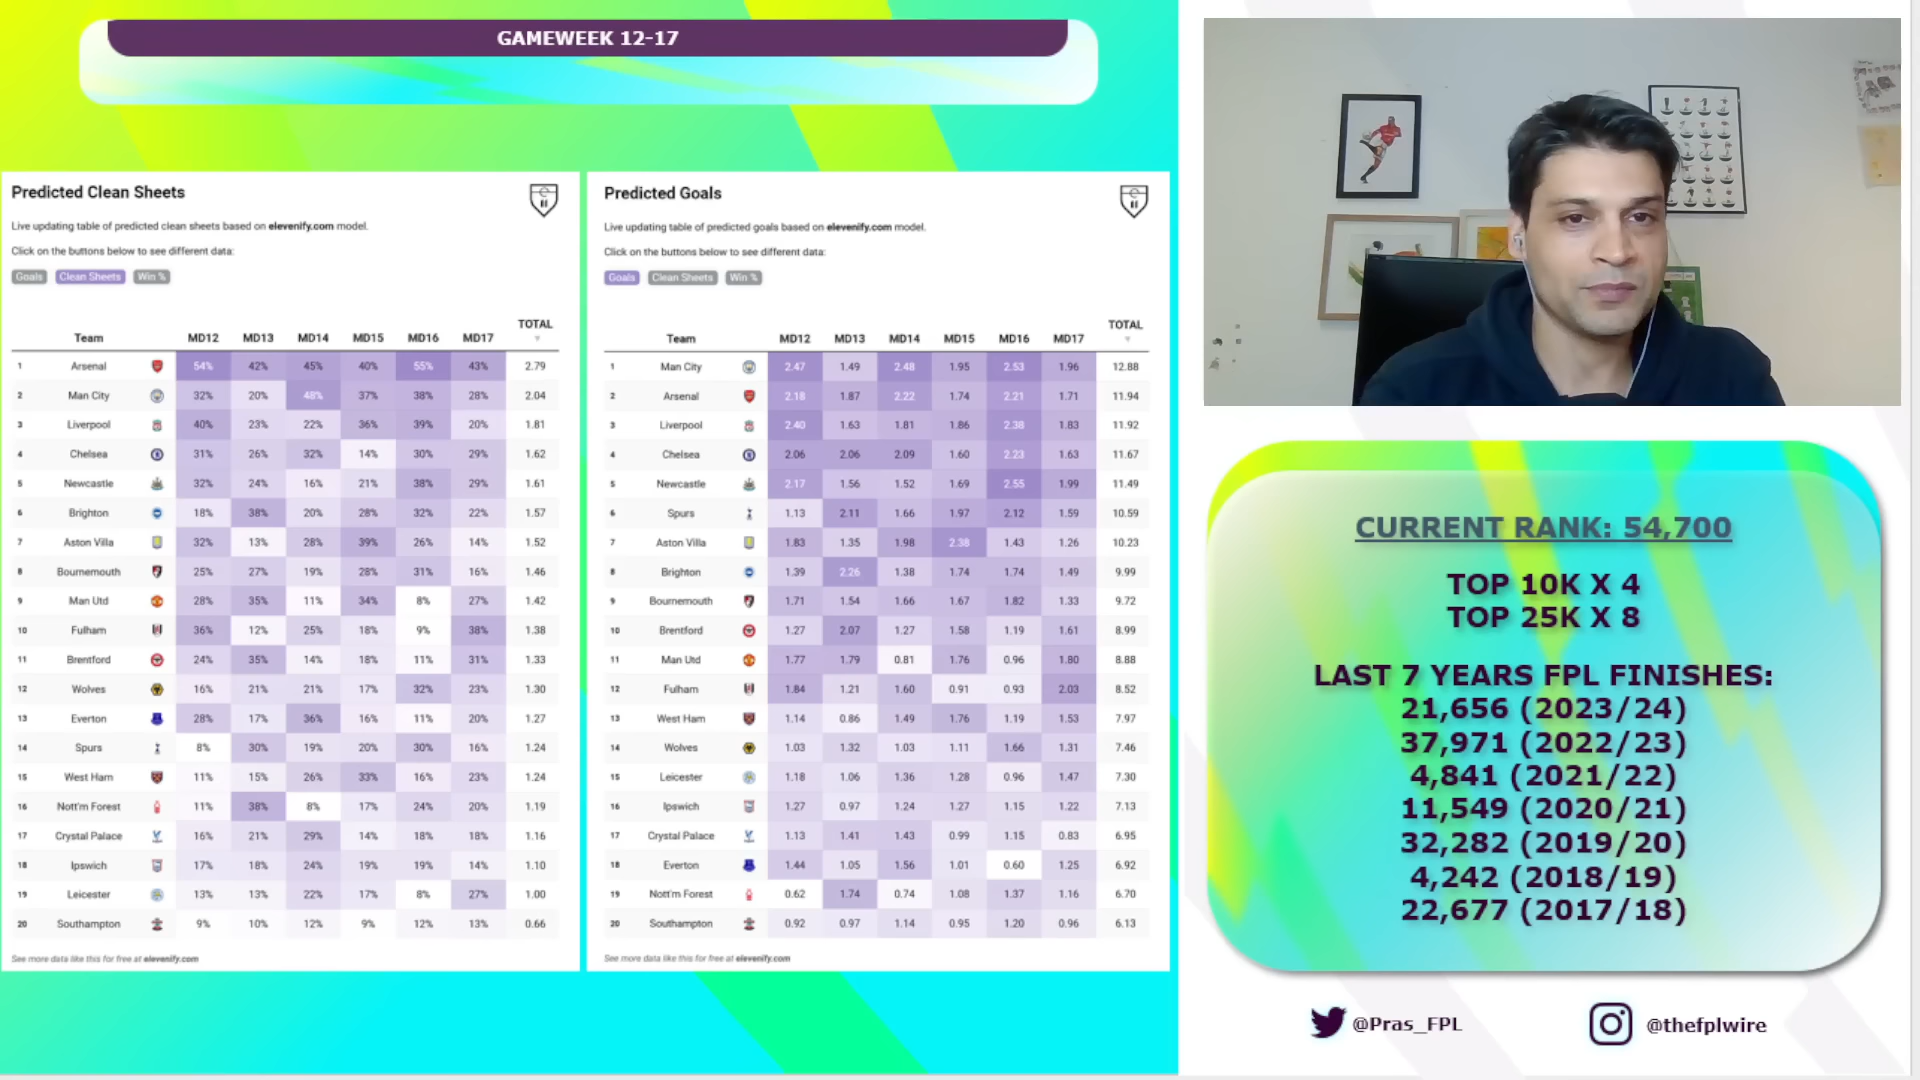 GAMEWEEK 12-17
Predicted Clean Sheets
Live updating table of predicted clean sheets based on elevenify.com model.
Click on the buttons below to see different data:
Goals Clean Sheets Win %
Team MD12 MD13 MD14 MD15 MD16 MD17 TOTAL
1 Arsenal 54% 42% 45% 40% 55% 43% 2.79
2 Man City 32% 20% 48% 37% 38% 28% 2.04
3 Liverpool 40% 23% 22% 36% 39% 20% 1.81
4 Chelsea 31% 26% 32% 14% 30% 29% 1.62
5 Newcastle 32% 24% 16% 21% 38% 29% 1.61
6 Brighton 18% 38% 20% 28% 32% 22% 1.57
7 Aston Villa 32% 13% 28% 39% 26% 14% 1.52
8 Bournemouth 25% 27% 19% 28% 31% 16% 1.46
9 Man Utd 28% 35% 11% 34% 8% 27% 1.42
10 Fulham 36% 12% 25% 18% 9% 38% 1.38
11 Brentford 24% 35% 14% 18% 11% 31% 1.33
12 Wolves 16% 21% 21% 17% 32% 23% 1.30
13 Everton 28% 17% 36% 16% 11% 20% 1.27
14 Spurs 8% 30% 19% 20% 30% 16% 1.24
15 West Ham 11% 15% 26% 33% 16% 23% 1.24
16 Nott'm Forest 11% 38% 8% 17% 24% 20% 1.19
17 Crystal Palace 16% 21% 29% 14% 18% 18% 1.16
18 Ipswich 17% 18% 24% 19% 19% 14% 1.10
19 Leicester 13% 13% 22% 17% 8% 27% 1.00
20 Southampton 9% 10% 12% 9% 12% 13% 0.66
See more data like this for free at elevenify.com
Predicted Goals
Live updating table of predicted goals based on elevenify.com model.
Click on the buttons below to see different data:
Goals Clean Sheets Win %
Team MD12 MD13 MD14 MD15 MD16 MD17 TOTAL
1 Man City 2.47 1.49 2.48 1.95 2.53 1.96 12.88
2 Arsenal 2.18 1.87 2.22 1.74 2.21 1.71 11.94
3 Liverpool 2.40 1.63 1.81 1.86 2.38 1.83 11.92
4 Chelsea 2.06 2.06 2.09 1.60 2.23 1.63 11.67
5 Newcastle 2.17 1.56 1.52 1.69 2.55 1.99 11.49
6 Spurs 1.13 2.11 1.66 1.97 2.12 1.59 10.59
7 Aston Villa 1.83 1.35 1.98 2.38 1.43 1.26 10.23
8 Brighton 1.39 2.26 1.38 1.74 1.74 1.49 9.99
9 Bournemouth 1.71 1.54 1.66 1.67 1.82 1.33 9.72
10 Brentford 1.27 2.07 1.27 1.58 1.19 1.61 8.99
11 Man Utd 1.77 1.79 0.81 1.76 0.96 1.80 8.88
12 Fulham 1.84 1.21 1.60 0.91 0.93 2.03 8.52
13 West Ham 1.14 0.86 1.49 1.76 1.19 1.53 7.97
14 Wolves 1.03 1.32 1.03 1.11 1.66 1.31 7.46
15 Leicester 1.18 1.06 1.36 1.28 0.96 1.47 7.30
16 Ipswich 1.27 0.97 1.24 1.27 1.15 1.22 7.13
17 Crystal Palace 1.13 1.41 1.43 0.99 1.15 0.83 6.95
18 Everton 1.44 1.05 1.56 1.01 0.60 1.25 6.92
19 Nott'm Forest 0.62 1.74 0.74 1.08 1.37 1.16 6.70
20 Southampton 0.92 0.97 1.14 0.95 1.20 0.96 6.13
See more data like this for free at elevenify.com
CURRENT RANK: 54,700
TOP 10K X 4
TOP 25K X 8
LAST 7 YEARS FPL FINISHES:
21,656 (2023/24)
37,971 (2022/23)
4,841 (2021/22)
11,549 (2020/21)
32,282 (2019/20)
4,242 (2018/19)
22,677 (2017/18)
@Pras_FPL
@thefplwire